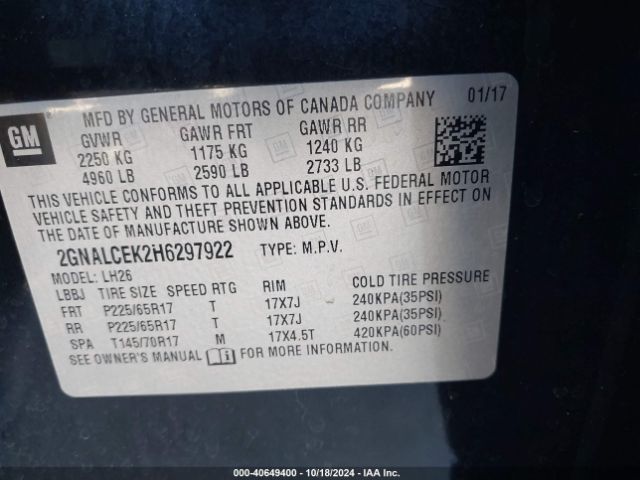 GM
MFD BY GENERAL MOTORS OF CANADA COMPANY 01/17
GVWR GAWR FRT GAWR RR
2250 KG 1175 KG 1240 KG
4960 LB 2590 LB 2733 LB
THIS VEHICLE CONFORMS TO ALL APPLICABLE U.S. FEDERAL MOTOR
VEHICLE SAFETY AND THEFT PREVENTION STANDARDS IN EFFECT ON
THE DATE OF MANUFACTURE SHOWN ABOVE.
2GNALCEK2H6297922 TYPE: M.P.V.
MODEL: LH26
LBBJ TIRE SIZE SPEED RTG RIM COLD TIRE PRESSURE
FRT P225/65R17 T 17X7J 240KPA(35PSI)
RR P225/65R17 T 17X7J 240KPA(35PSI)
SPA T145/70R17 M 17X4.5T 420KPA(60PSI)
SEE OWNER'S MANUAL FOR MORE INFORMATION.
000-40649400 - 10/18/2024 - IAA Inc.